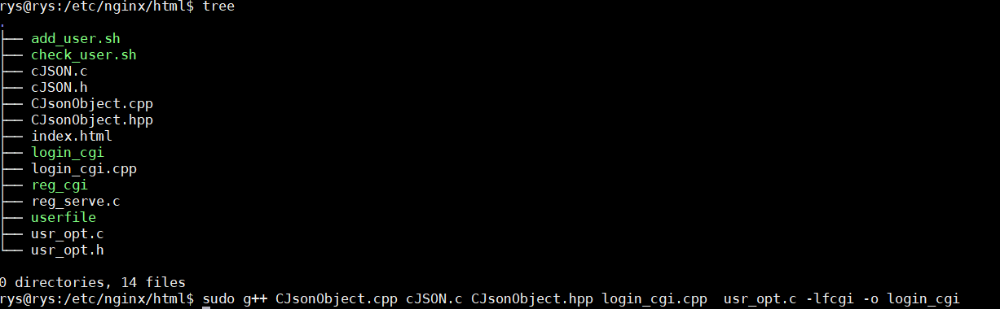 rys@rys:/etc/nginx/html$ tree
.
├── add_user.sh
├── check_user.sh
├── cJSON.c
├── cJSON.h
├── CJsonObject.cpp
├── CJsonObject.hpp
├── index.html
├── login_cgi
├── login_cgi.cpp
├── reg_cgi
├── reg_serve.c
├── userfile
├── usr_opt.c
└── usr_opt.h
0 directories, 14 files
rys@rys:/etc/nginx/html$ sudo g++ CJsonObject.cpp cJSON.c CJsonObject.hpp login_cgi.cpp  usr_opt.c -lfcgi -o login_cgi